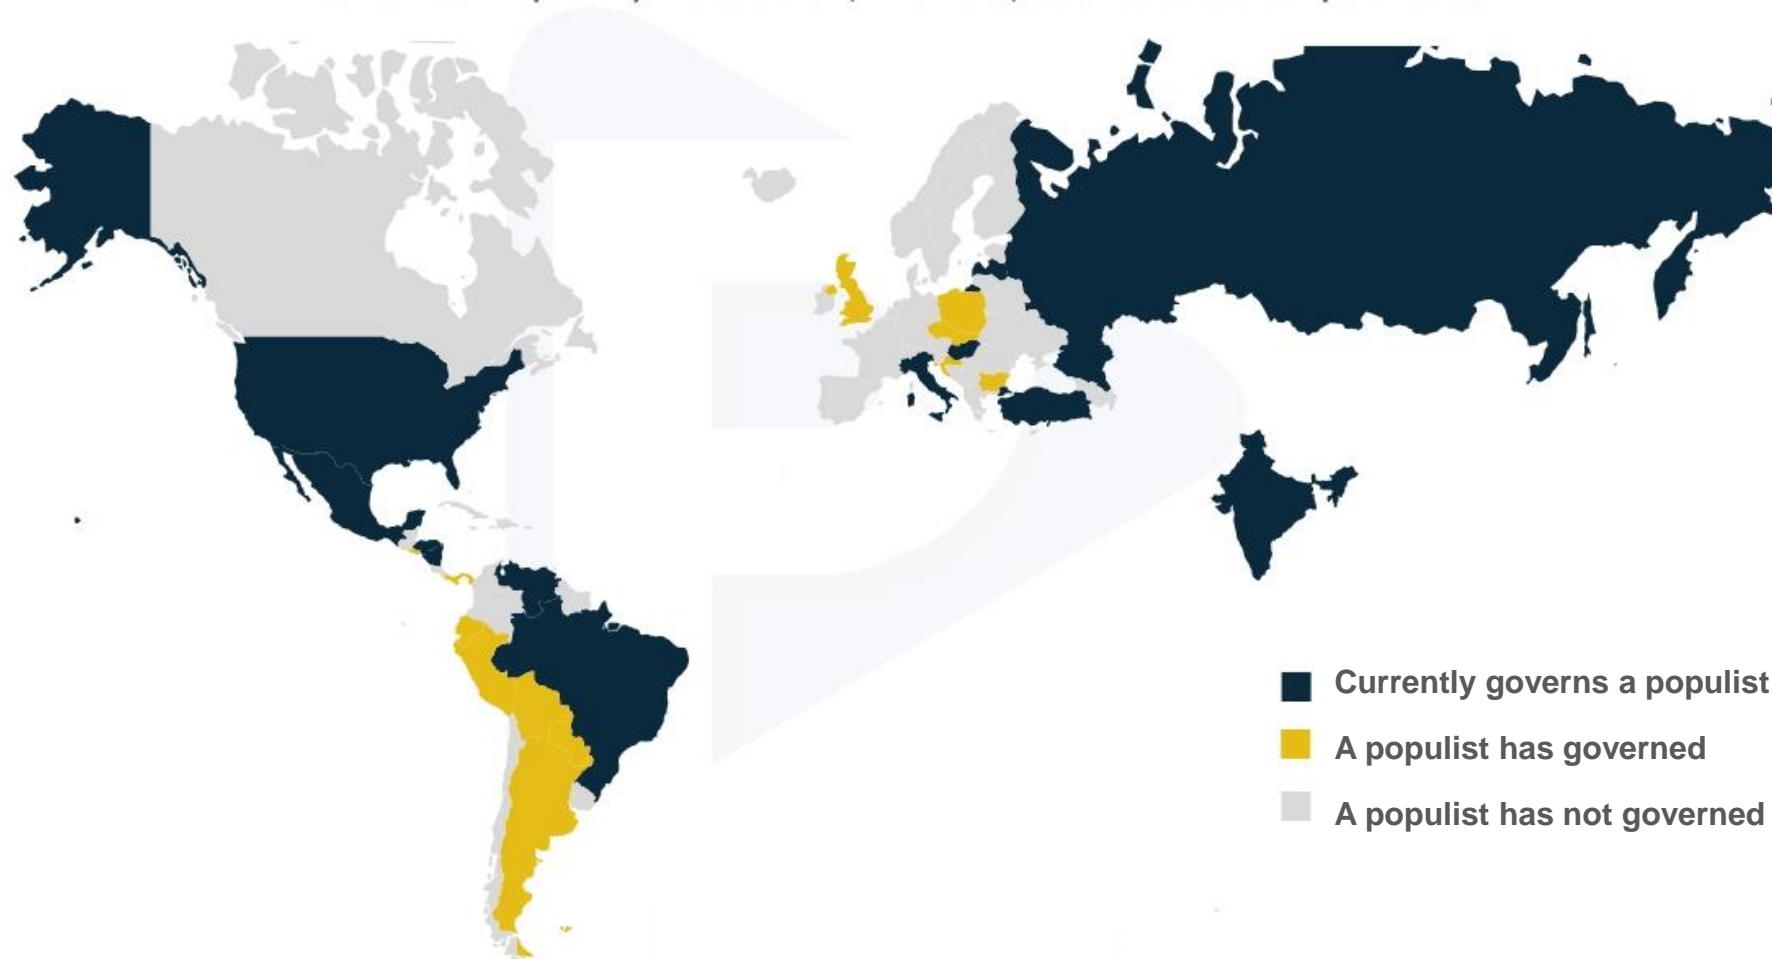 Currently governs a populist
A populist has governed
A populist has not governed